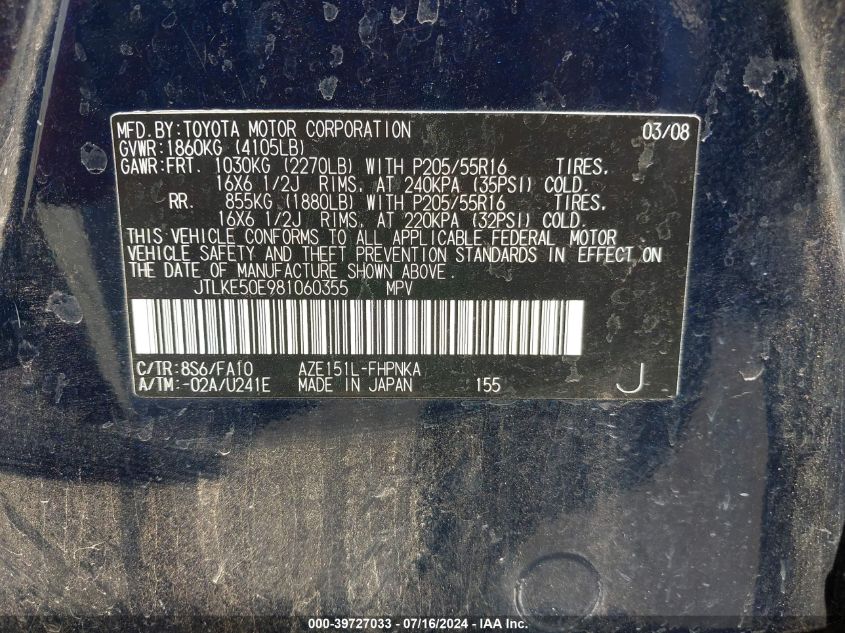 MFD.BY:TOYOTA MOTOR CORPORATION 03/08
GVWR:1860KG (4105LB)
GAWR:FRT. 1030KG (2270LB) WITH P205/55R16 TIRES,
16X6 1/2J RIMS, AT 240KPA (35PSI) COLD.
RR. 855KG (1880LB) WITH P205/55R16 TIRES,
16X6 1/2J RIMS, AT 220KPA (32PSI) COLD.
THIS VEHICLE CONFORMS TO ALL APPLICABLE FEDERAL MOTOR
VEHICLE SAFETY AND THEFT PREVENTION STANDARDS IN EFFECT ON
THE DATE OF MANUFACTURE SHOWN ABOVE.
JTLKE50E981060355 MPV
C/TR:8S6/FA10 AZE151L-FHPNKA
A/TM:-02A/U241E MADE IN JAPAN 155 J
000-39727033 - 07/16/2024 - IAA Inc.